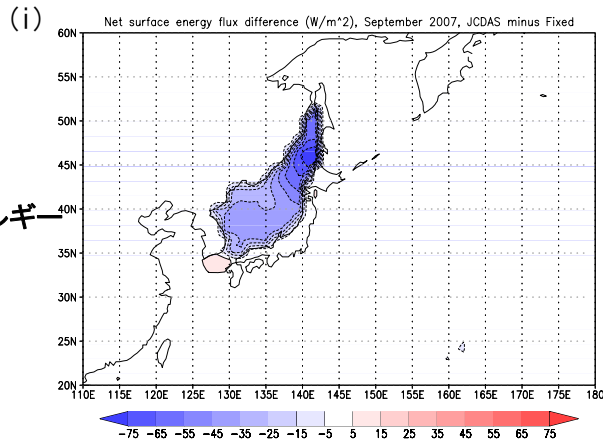 (i)
Net surface energy flux difference (W/m^2), September 2007, JCDAS minus Fixed
60N
55N
50N
45N
40N
ギー
35N
30N
25N
20N
110E 115E 120E 125E 130E 135E 140E 145E 150E 155E 160E 165E 170E 175E 180
-75 -65 -55 -45 -35 -25 -15 -5 5 15 25 35 45 55 65 75